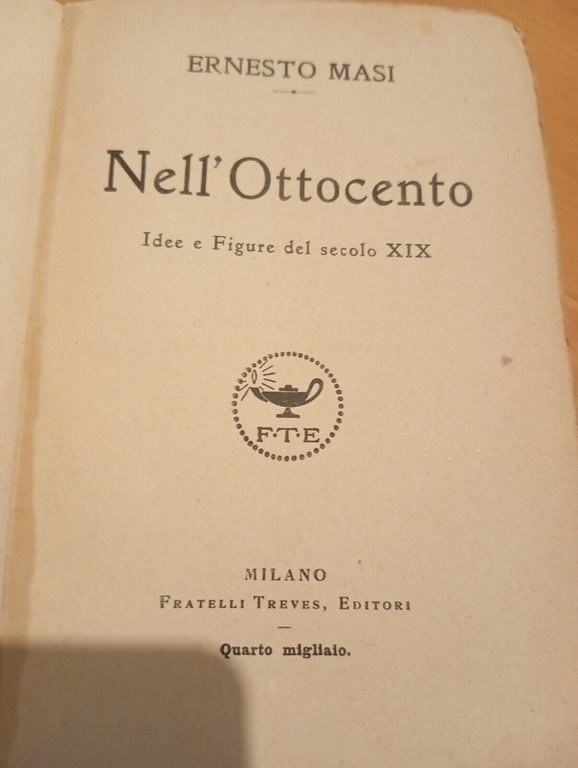 ERNESTO MASI
Nell'Ottocento
Idee e Figure del secolo XIX
F·T·E
MILANO
FRATELLI TREVES, EDITORI
Quarto migliaio.